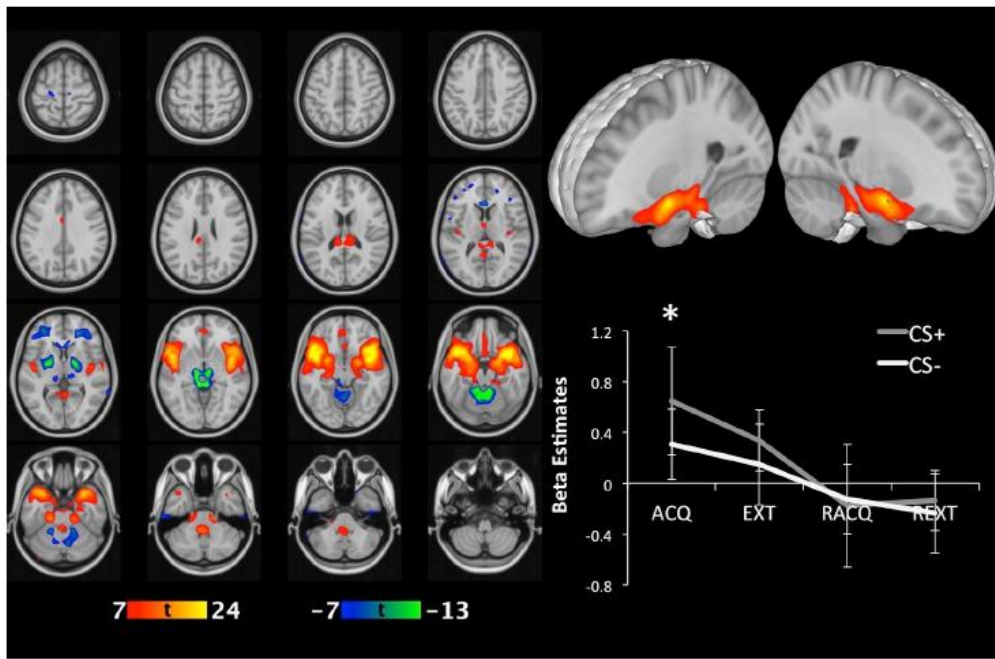 7 t 24
-7 t -13
*
CS+
CS-
Beta Estimates
1.2
0.8
0.4
0
-0.4
-0.8
ACQ EXT RACQ REXT